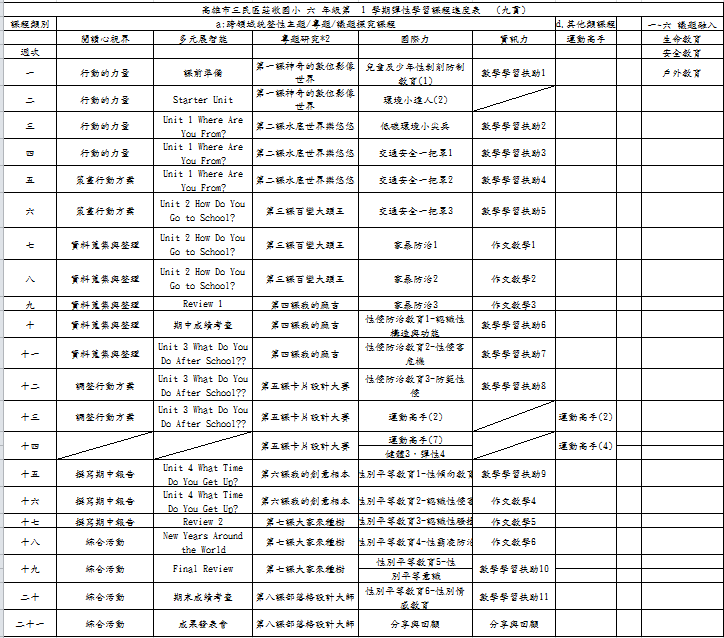 高雄市三民區莊敬國小 六 年級第 1 學期彈性學習課程進度表 (九貫)
課程類別 a:跨領域統整性主題/專題/議題探究課程 d.其他類課程 一-六 議題融入
閱讀心視界 多元展智能 專題研究*2 國際力 資訊力 運動高手 生命教育
週次 安全教育
一 行動的力量 課前準備 第一課神奇的數位影像世界 兒童及少年性剝削防制教育(1) 數學學習扶助1 戶外教育
二 行動的力量 Starter Unit 第一課神奇的數位影像世界 環境小達人(2)
三 行動的力量 Unit 1 Where Are You From? 第二課水底世界樂悠悠 低碳環境小尖兵 數學學習扶助2
四 行動的力量 Unit 1 Where Are You From? 第二課水底世界樂悠悠 交通安全一把罩1 數學學習扶助3
五 策畫行動方案 Unit 1 Where Are You From? 第二課水底世界樂悠悠 交通安全一把罩2 數學學習扶助4
六 策畫行動方案 Unit 2 How Do You Go to School? 第三課百變大頭王 交通安全一把罩3 數學學習扶助5
七 資料蒐集與整理 Unit 2 How Do You Go to School? 第三課百變大頭王 家暴防治1 作文教學1
八 資料蒐集與整理 Unit 2 How Do You Go to School? 第三課百變大頭王 家暴防治2 作文教學2
九 資料蒐集與整理 Review 1 第四課我的麻吉 家暴防治3 作文教學3
十 資料蒐集與整理 期中成績考查 第四課我的麻吉 性侵防治教育1-認識性構造與功能 數學學習扶助6
十一 資料蒐集與整理 Unit 3 What Do You Do After School?? 第四課我的麻吉 性侵防治教育2-性侵害危機 數學學習扶助7
十二 調整行動方案 Unit 3 What Do You Do After School?? 第五課卡片設計大賽 性侵防治教育3-防範性侵 數學學習扶助8
十三 調整行動方案 Unit 3 What Do You Do After School?? 第五課卡片設計大賽 運動高手(2) 運動高手(2)
十四 第五課卡片設計大賽 運動高手(7) 運動高手(4)
健體3,彈性4
十五 撰寫期中報告 Unit 4 What Time Do You Get Up? 第六課我的創意相本 性別平等教育1-性傾向教育 數學學習扶助9
十六 撰寫期中報告 Unit 4 What Time Do You Get Up? 第六課我的創意相本 性別平等教育2-認識性侵害 作文教學4
十七 撰寫期中報告 Review 2 第七課大家來種樹 性別平等教育3-認識性騷擾 作文教學5
十八 綜合活動 New Years Around the World 第七課大家來種樹 性別平等教育4-性霸凌防治 作文教學6
十九 綜合活動 Final Review 第七課大家來種樹 性別平等教育5-性別平等意識 數學學習扶助10
二十 綜合活動 期末成績考查 第八課部落格設計大師 性別平等教育6-性別情感教育 數學學習扶助11
二十一 綜合活動 成果發表會 第八課部落格設計大師 分享與回顧 分享與回顧